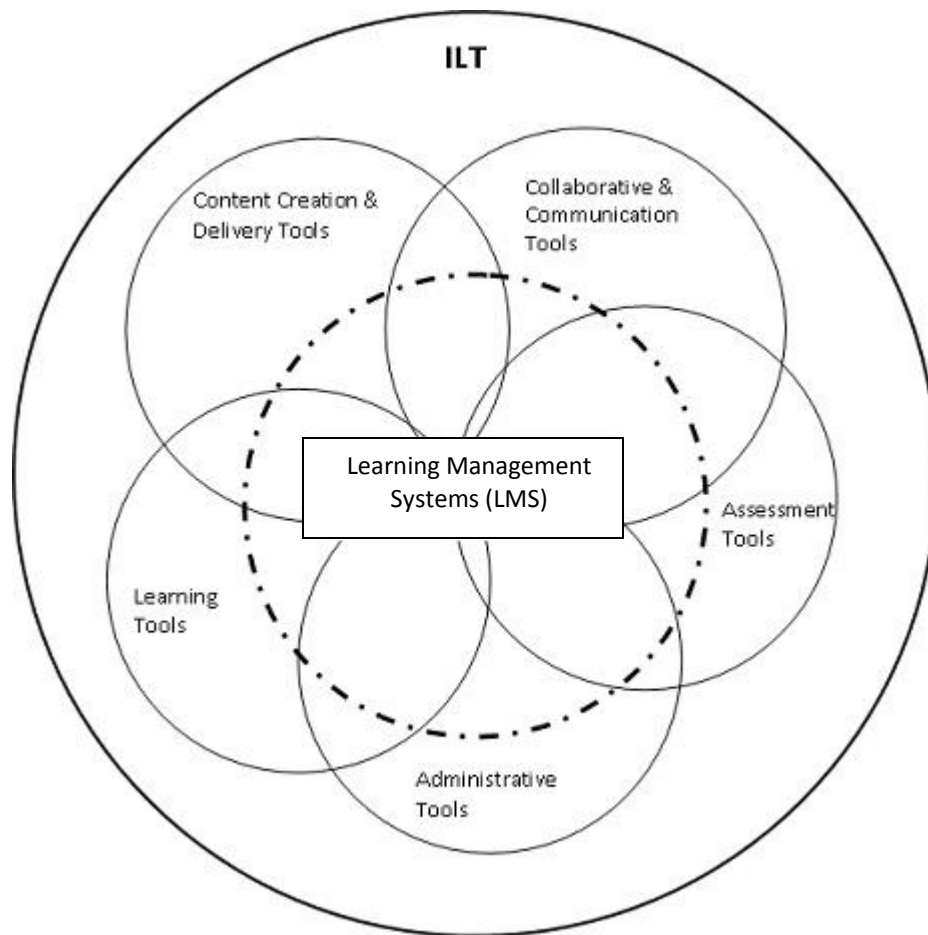 ILT
Content Creation &
Delivery Tools
Collaborative &
Communication
Tools
Learning Management
Systems (LMS)
Assessment
Tools
Learning
Tools
Administrative
Tools